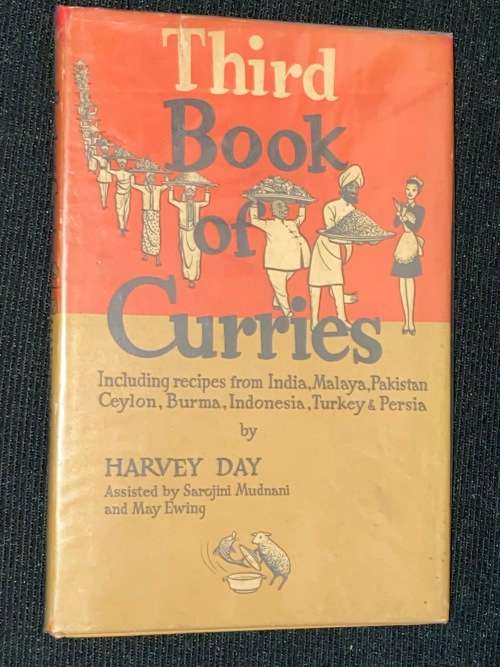 Third
Book
of
Curries
Including recipes from India, Malaya, Pakistan
Ceylon, Burma, Indonesia, Turkey & Persia
by
HARVEY DAY
Assisted by Sarojini Mudnani
and May Ewing